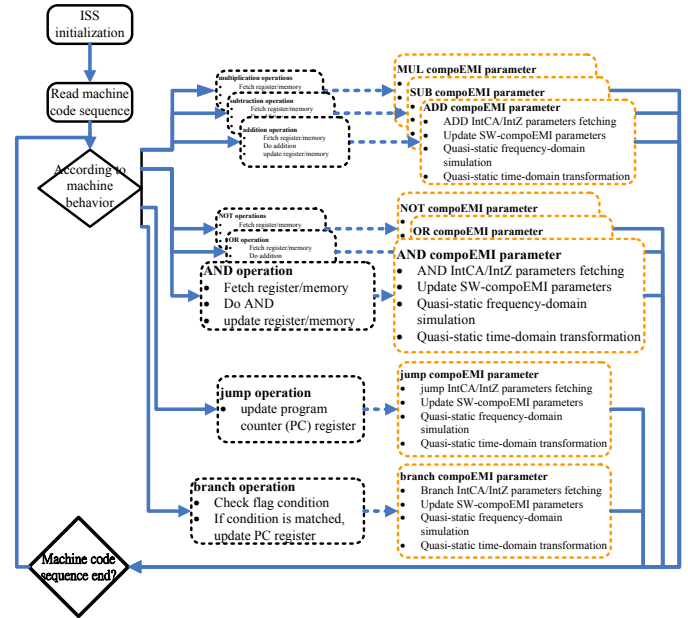 ISS
initialization
Read machine
code sequence
According to
machine
behavior
multiplication operations
• Fetch register/memory
subtraction operation
• Fetch register/memory
addition operation
• Fetch register/memory
• Do addition
• update register/memory
MUL compoEMI parameter
SUB compoEMI parameter
ADD compoEMI parameter
• ADD IntCA/IntZ parameters fetching
• Update SW-compoEMI parameters
• Quasi-static frequency-domain
simulation
• Quasi-static time-domain transformation
NOT operations
• Fetch register/memory
OR operation
• Fetch register/memory
• Do addition
AND operation
• Fetch register/memory
• Do AND
• update register/memory
NOT compoEMI parameter
OR compoEMI parameter
AND compoEMI parameter
• AND IntCA/IntZ parameters fetching
• Update SW-compoEMI parameters
• Quasi-static frequency-domain
simulation
• Quasi-static time-domain transformation
jump operation
• update program
counter (PC) register
jump compoEMI parameter
• jump IntCA/IntZ parameters fetching
• Update SW-compoEMI parameters
• Quasi-static frequency-domain
simulation
• Quasi-static time-domain transformation
branch operation
• Check flag condition
• If condition is matched,
update PC register
branch compoEMI parameter
• Branch IntCA/IntZ parameters fetching
• Update SW-compoEMI parameters
• Quasi-static frequency-domain
simulation
• Quasi-static time-domain transformation
Machine code
sequence end?